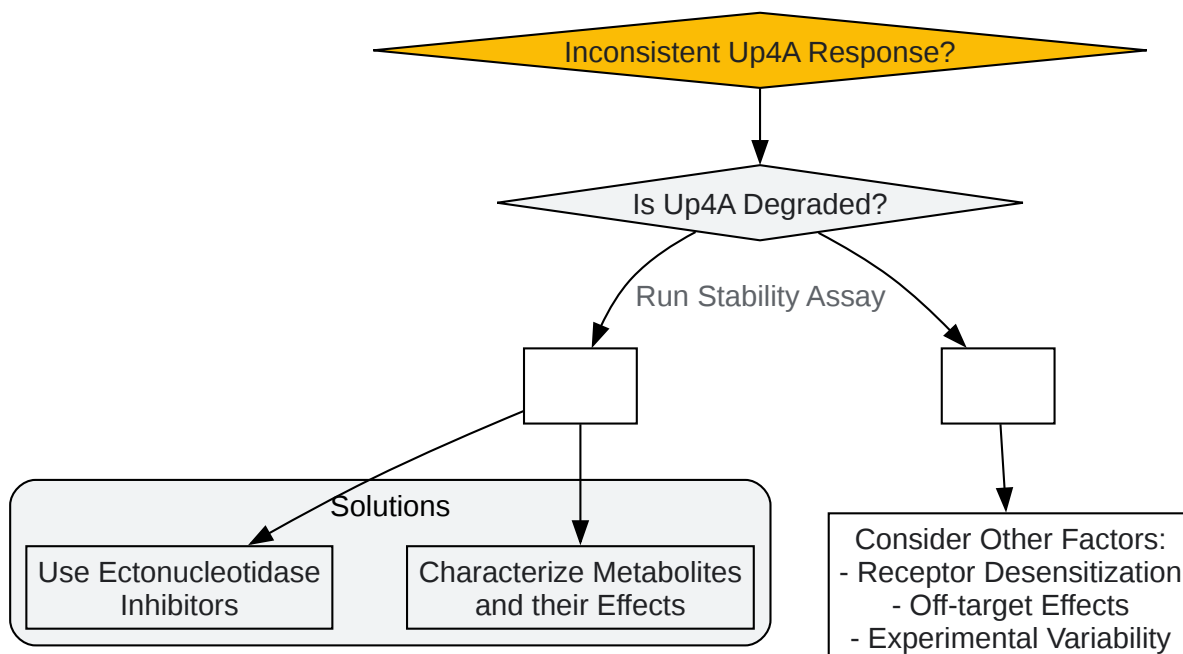 Inconsistent Up4A Response?
Is Up4A Degraded?
Run Stability Assay
Solutions
Use Ectonucleotidase
Inhibitors
Characterize Metabolites
and their Effects
Consider Other Factors:
- Receptor Desensitization
- Off-target Effects
- Experimental Variability